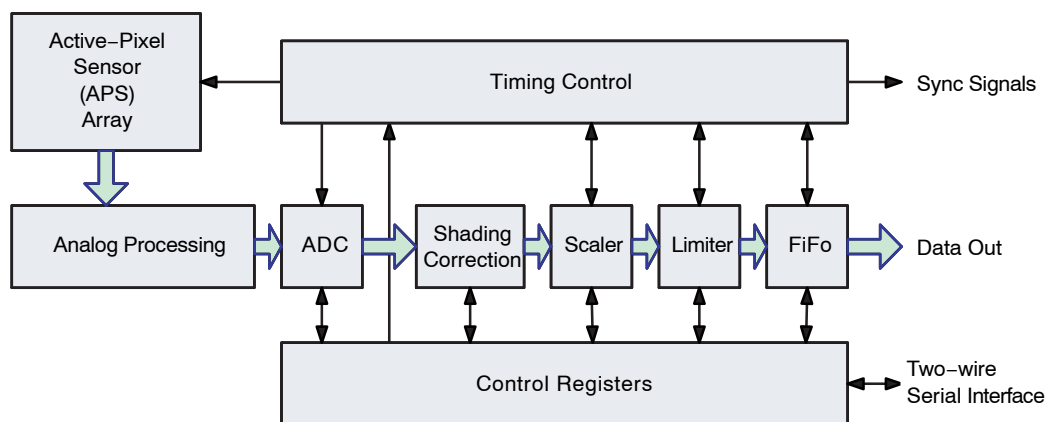 Active−Pixel
Sensor
(APS)
Array
Timing Control
Sync Signals
Analog Processing
ADC
Shading
Correction
Scaler
Limiter
FiFo
Data Out
Control Registers
Two−wire
Serial Interface